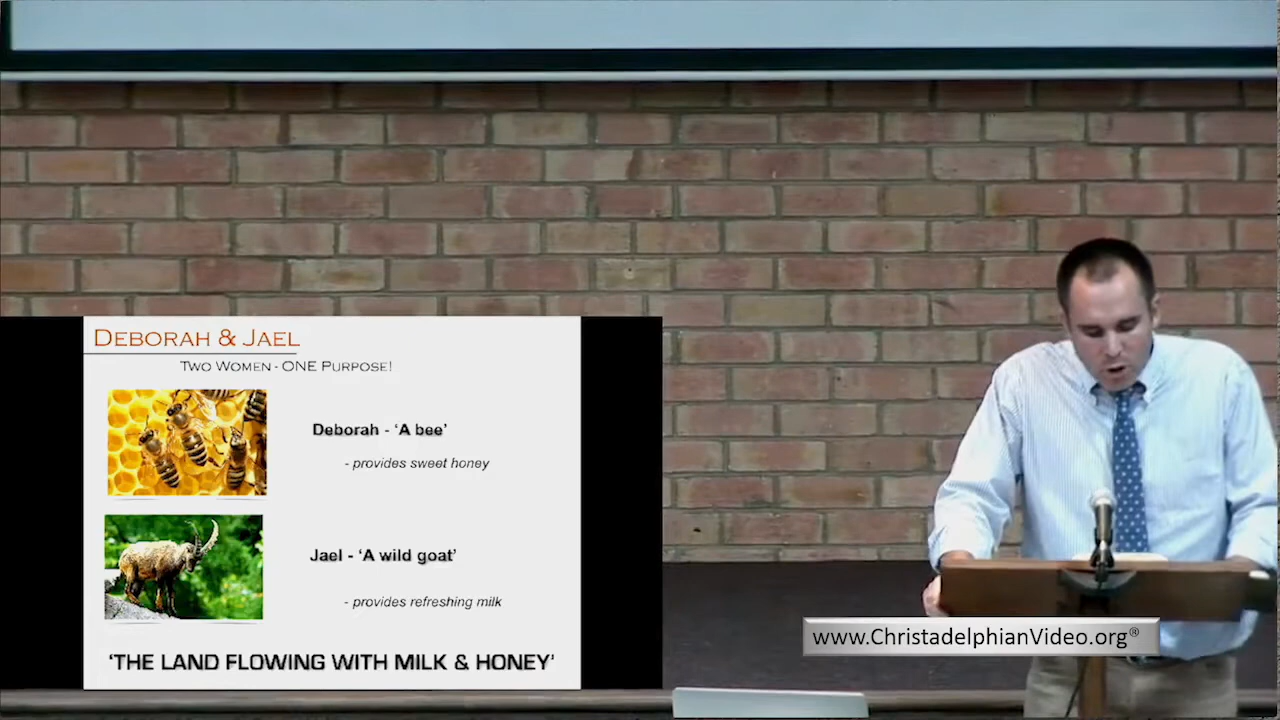 DEBORAH & JAEL
TWO WOMEN - ONE PURPOSE!
Deborah - ‘A bee’
- provides sweet honey
Jael - ‘A wild goat’
- provides refreshing milk
‘THE LAND FLOWING WITH MILK & HONEY’
www.ChristadelphianVideo.org®